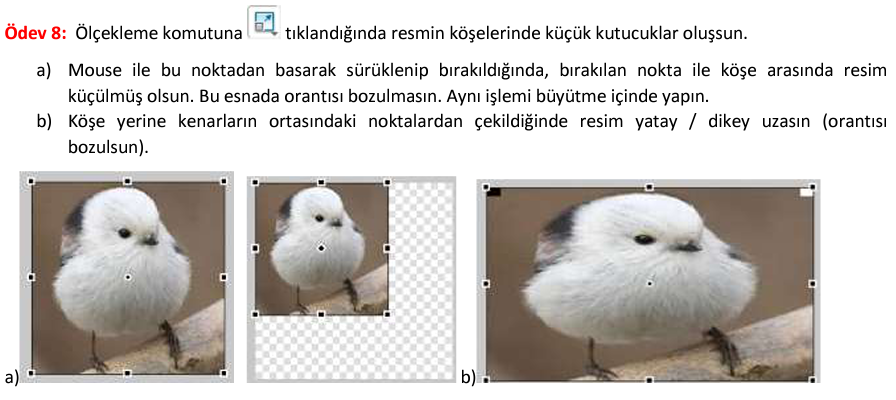 Ödev 8: Ölçekleme komutuna tıklandığında resmin köşelerinde küçük kutucuklar oluşsun.
a) Mouse ile bu noktadan basarak sürüklenip bırakıldığında, bırakılan nokta ile köşe arasında resim
küçülmüş olsun. Bu esnada orantısı bozulmasın. Aynı işlemi büyütme içinde yapın.
b) Köşe yerine kenarların ortasındaki noktalardan çekildiğinde resim yatay / dikey uzasın (orantısı
bozulsun).
a) b)